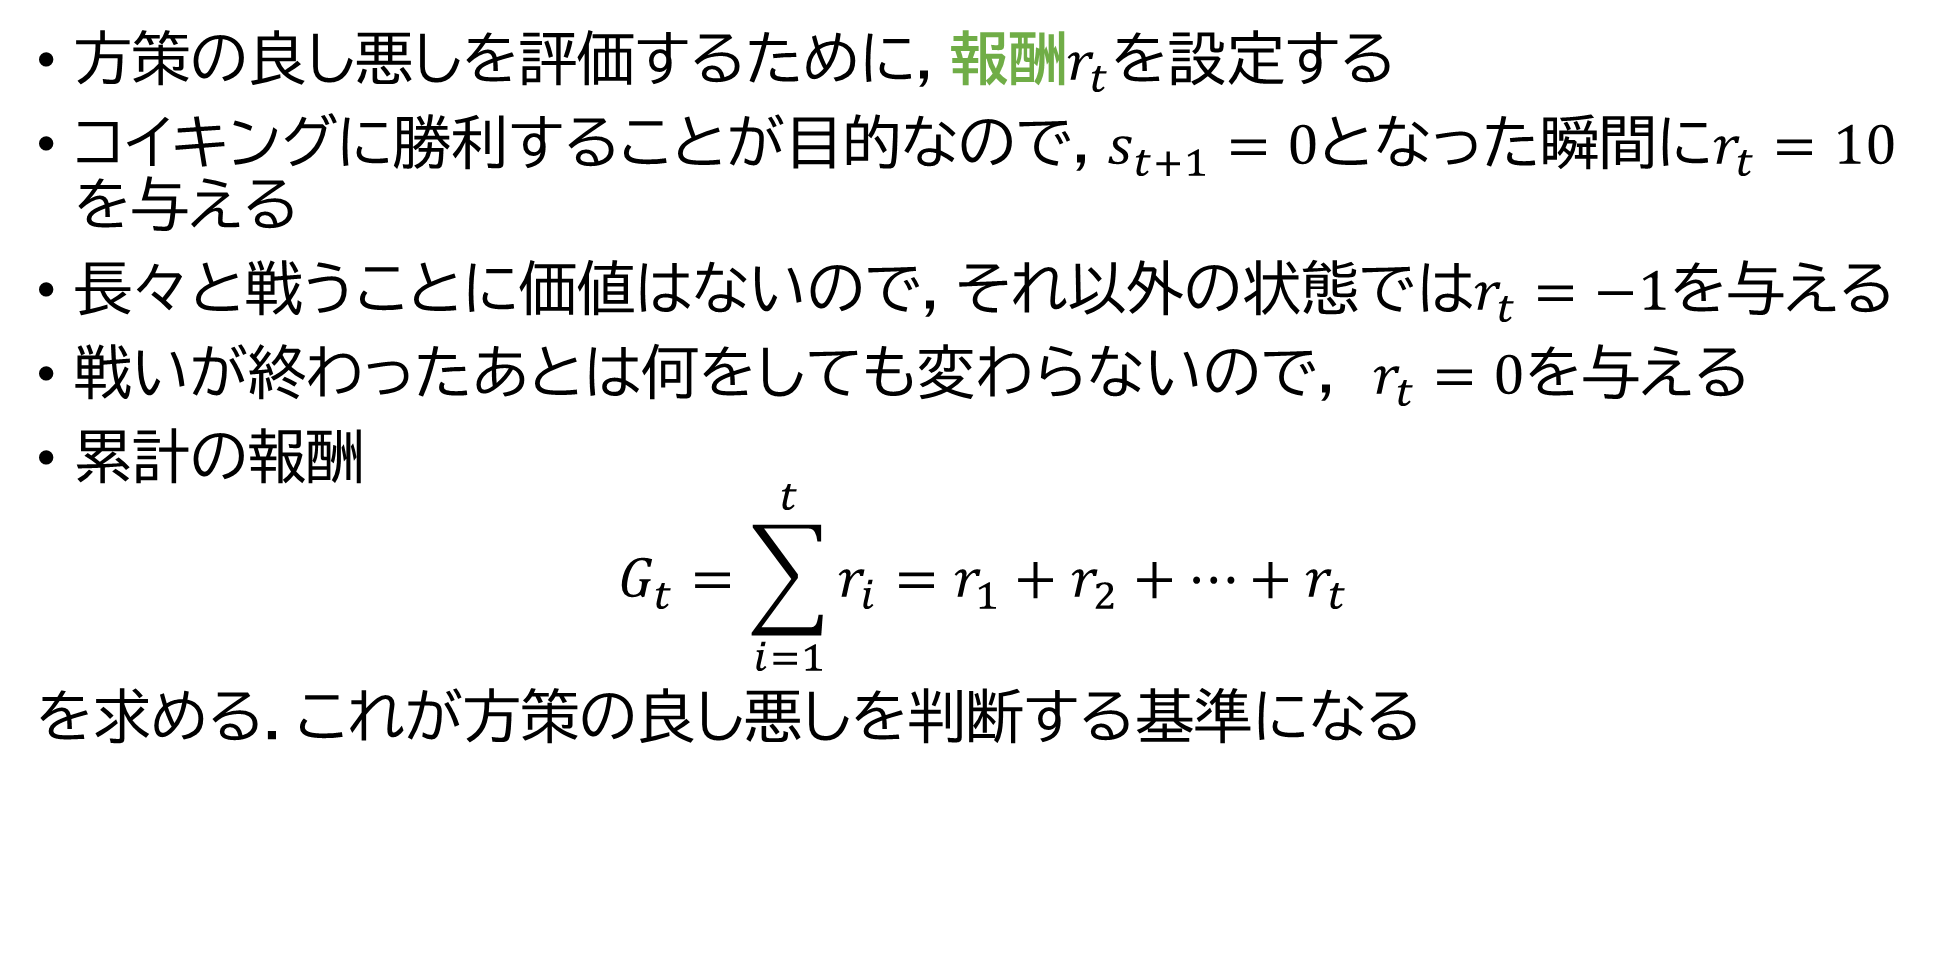 • 方策の良し悪しを評価するために, 報酬r_tを設定する
• コイキングに勝利することが目的なので, s_{t+1} = 0となった瞬間にr_t = 10
を与える
• 長々と戦うことに価値はないので, それ以外の状態ではr_t = −1を与える
• 戦いが終わったあとは何をしても変わらないので, r_t = 0を与える
• 累計の報酬
G_t = \sum_{i=1}^{t} r_i = r_1 + r_2 + ⋯ + r_t
を求める. これが方策の良し悪しを判断する基準になる